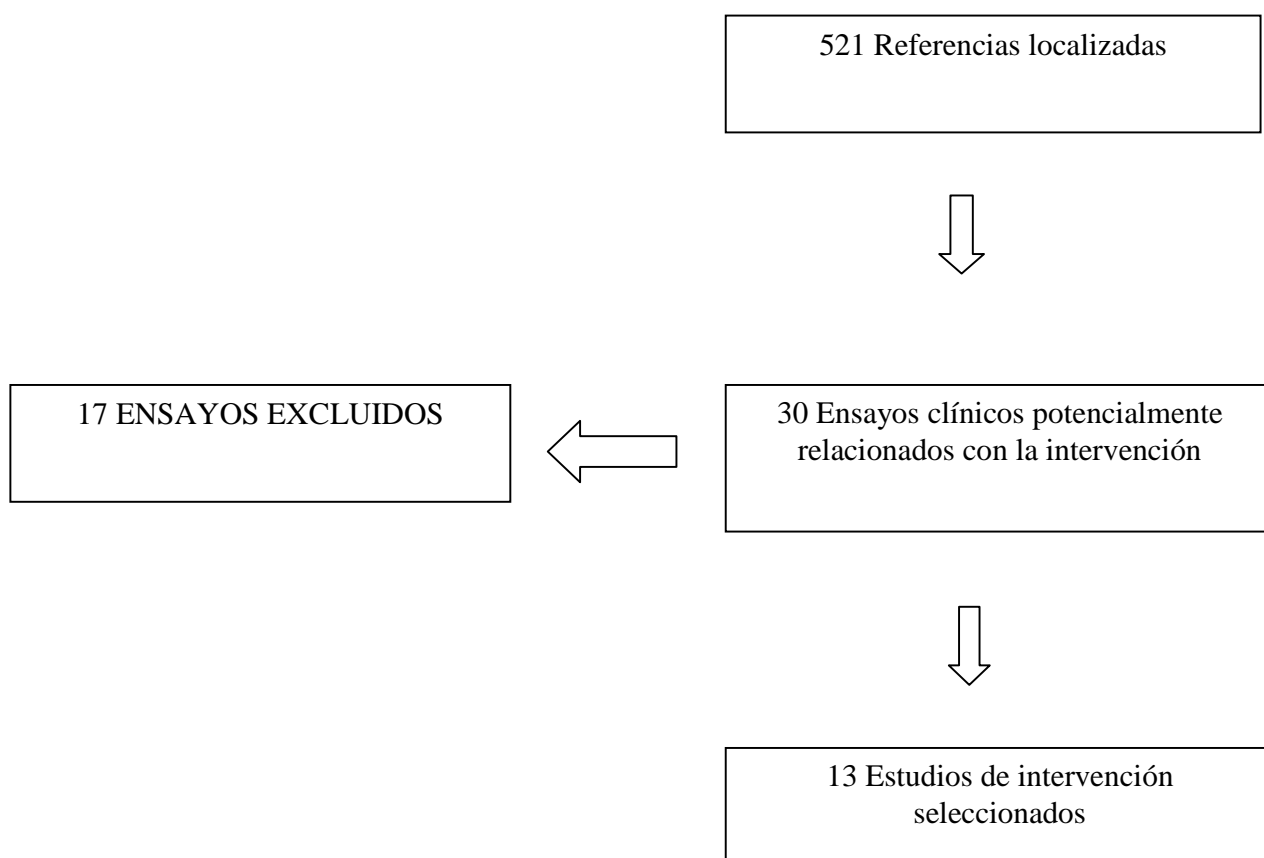 521 Referencias localizadas
17 ENSAYOS EXCLUIDOS
30 Ensayos clínicos potencialmente
relacionados con la intervención
13 Estudios de intervención
seleccionados